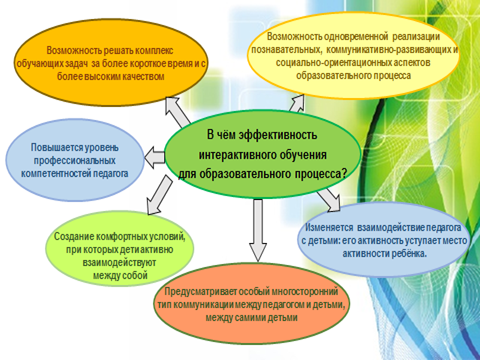 Возможность решать комплекс
обучающих задач за более короткое время и с
более высоким качеством
Возможность одновременной реализации
познавательных, коммуникативно-развивающих и
социально-ориентационных аспектов
образовательного процесса
В чём эффективность
интерактивного обучения
для образовательного процесса?
Повышается уровень
профессиональных
компетентностей педагога
Изменяется взаимодействие педагога
с детьми: его активность уступает место
активности ребёнка.
Создание комфортных условий,
при которых дети активно
взаимодействуют
между собой
Предусматривает особый многосторонний
тип коммуникации между педагогом и детьми,
между самими детьми